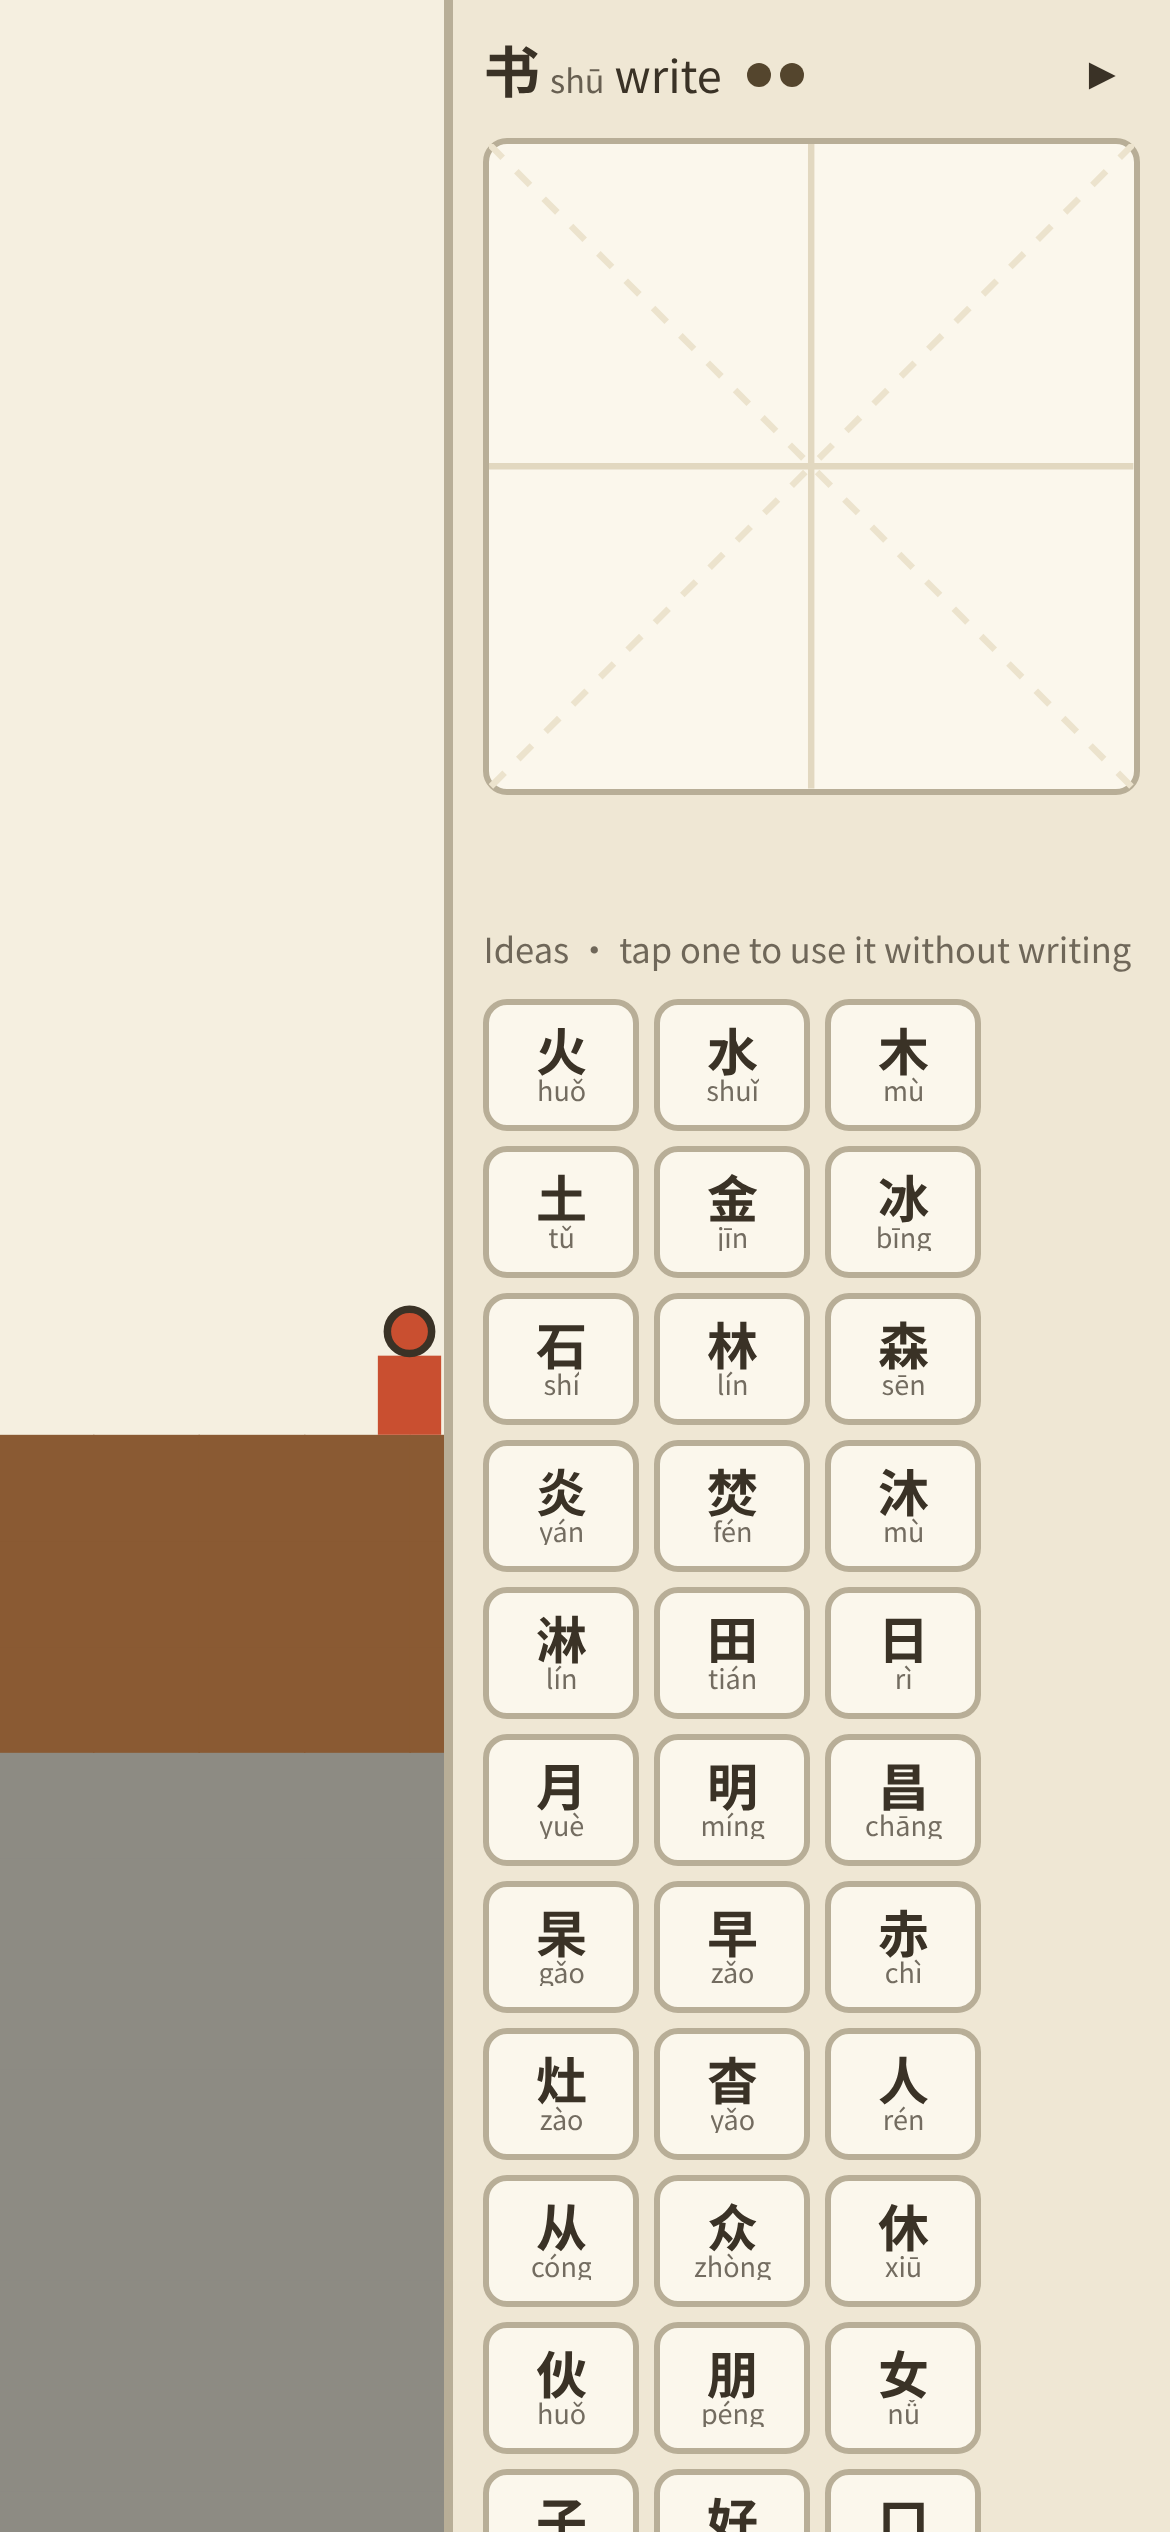 书 shū write
Ideas · tap one to use it without writing
火 水 木
huǒ shuǐ mù
土 金 冰
tǔ jīn bīng
石 林 森
shí lín sēn
炎 焚 沐
yán fén mù
淋 田 日
lín tián rì
月 明 昌
yuè míng chāng
杲 早 赤
gǎo zǎo chì
灶 杳 人
zào yǎo rén
从 众 休
cóng zhòng xiū
伙 朋 女
huǒ péng nǚ
子 好